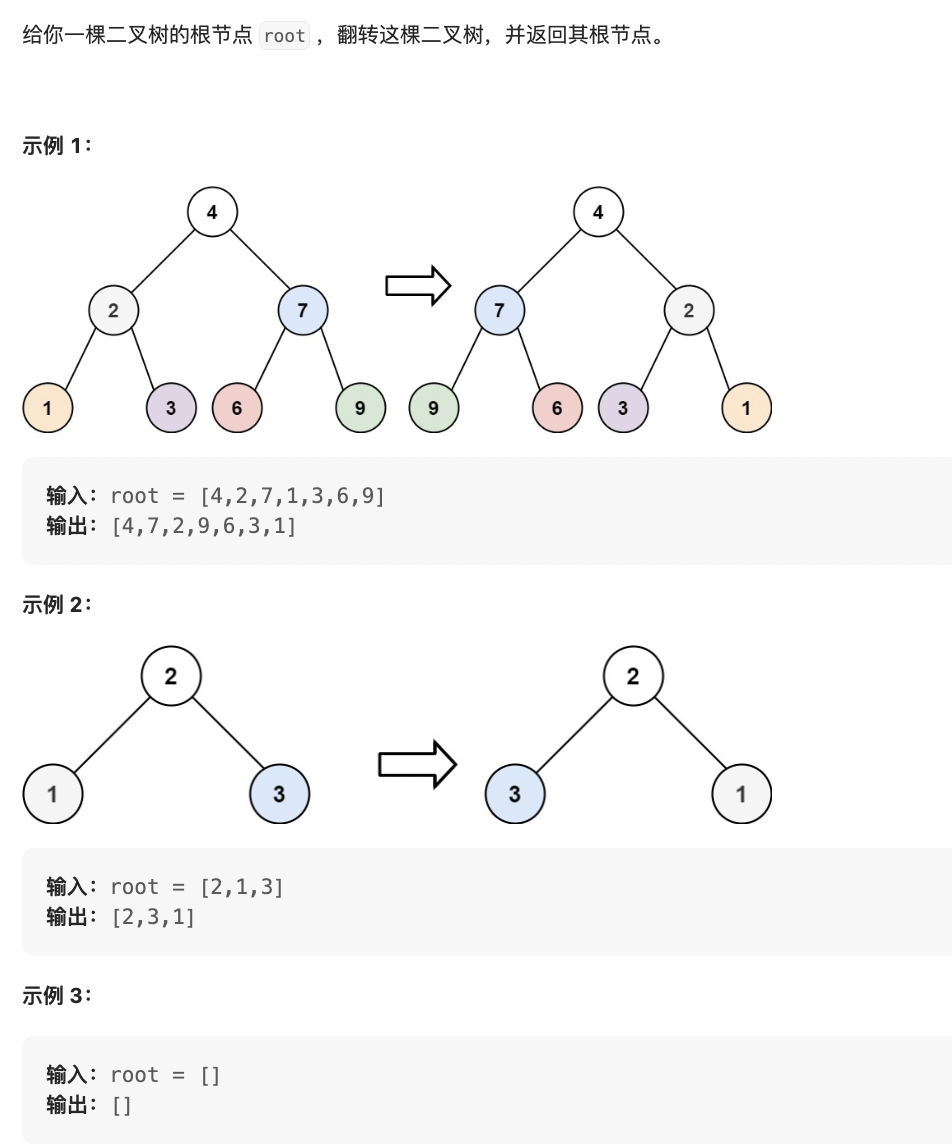 给你一棵二叉树的根节点 root ，翻转这棵二叉树，并返回其根节点。
示例 1：
4 4
2 7 7 2
1 3 6 9 9 6 3 1
输入：root = [4,2,7,1,3,6,9]
输出：[4,7,2,9,6,3,1]
示例 2：
2 2
1 3 3 1
输入：root = [2,1,3]
输出：[2,3,1]
示例 3：
输入：root = []
输出：[]